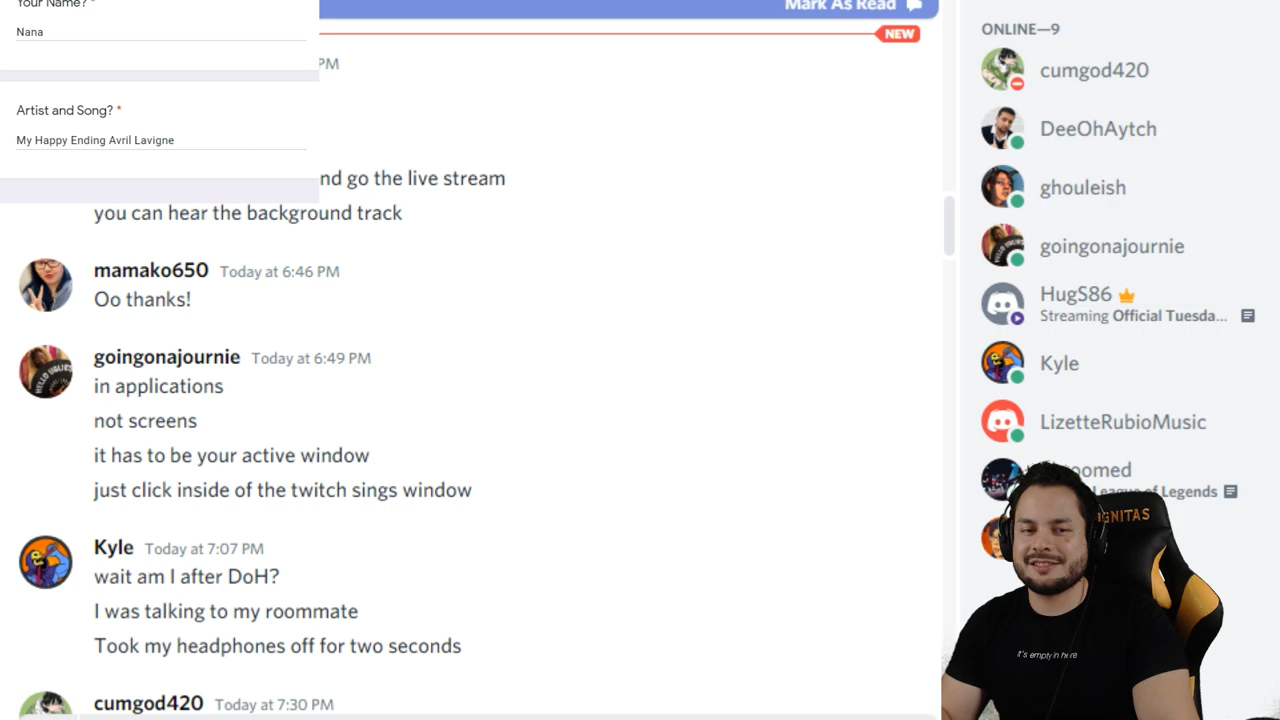 Your Name? *
Nana
Artist and Song? *
My Happy Ending Avril Lavigne
Mark As Read
NEW
PM
nd go the live stream
you can hear the background track
mamako650 Today at 6:46 PM
Oo thanks!
goingonajournie Today at 6:49 PM
in applications
not screens
it has to be your active window
just click inside of the twitch sings window
Kyle Today at 7:07 PM
wait am I after DoH?
I was talking to my roommate
Took my headphones off for two seconds
cumgod420 Today at 7:30 PM
ONLINE—9
cumgod420
DeeOhAytch
ghouleish
goingonajournie
HugS86
Streaming Official Tuesda...
Kyle
LizetteRubioMusic
oomed
League of Legends
IGNITAS
it's empty in here